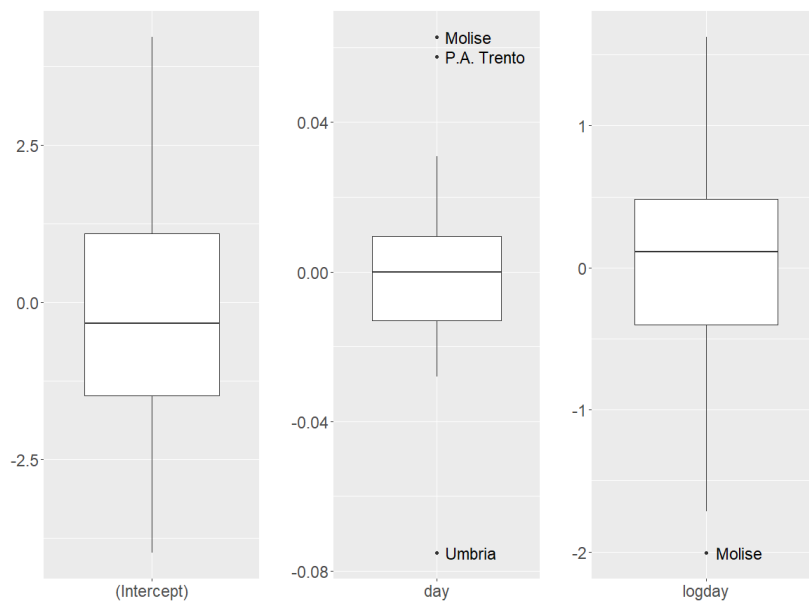 2.5
0.0
-2.5
(Intercept)
Molise
P.A. Trento
0.04
0.00
-0.04
Umbria
-0.08
day
1
0
-1
-2
Molise
logday